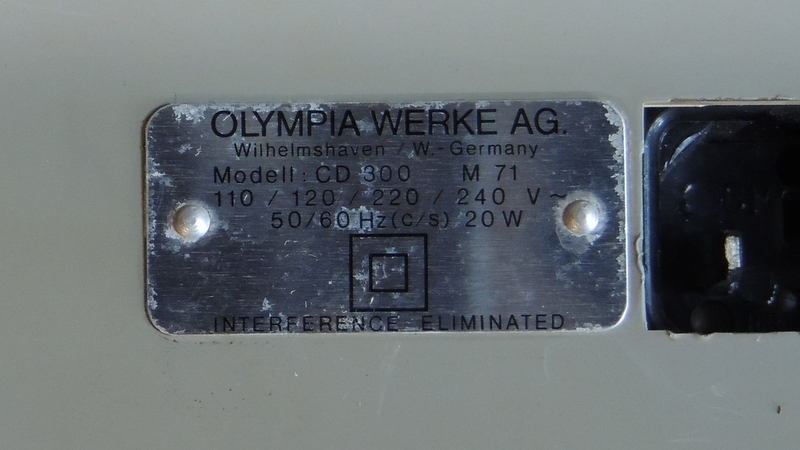 OLYMPIA WERKE AG.
Wilhelmshaven / W.-Germany
Modell: CD 300 M 71
110 / 120 / 220 / 240 V ~
50/60 Hz(c/s) 20 W
INTERFERENCE ELIMINATED